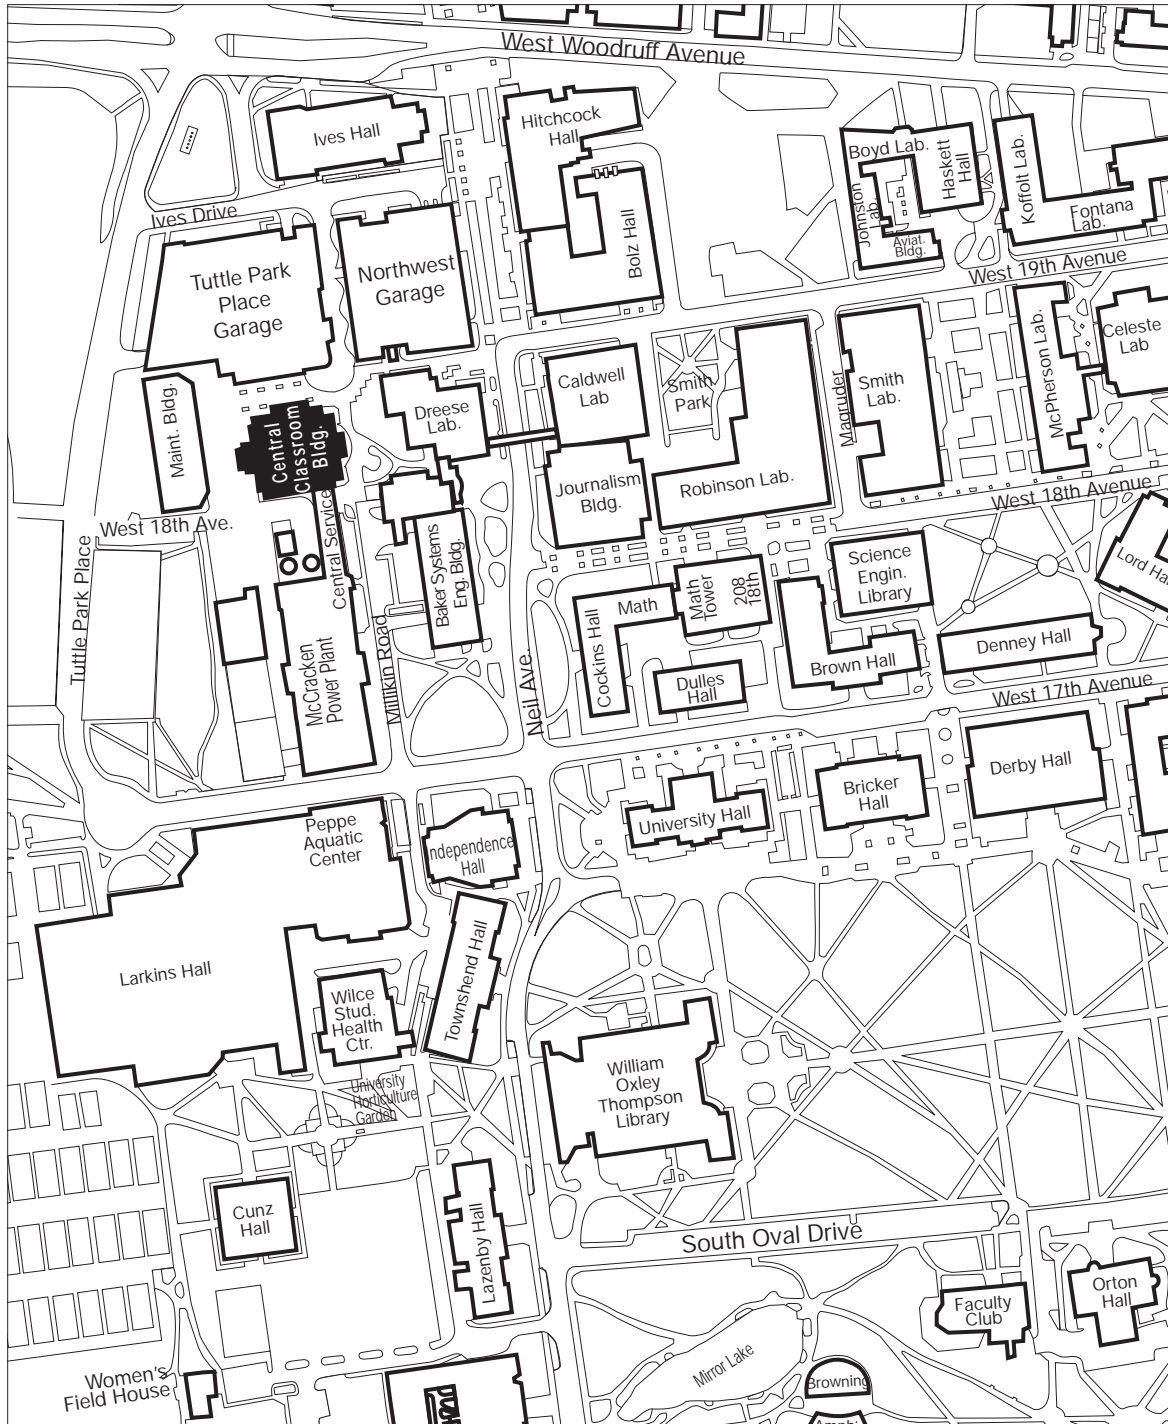 West Woodruff Avenue
Ives Hall
Hitchcock
Hall
Boyd Lab.
Haskett
Hall
Johnston
Lab.
Aviat.
Bldg.
Koffolt Lab.
Fontana
Lab.
Ives Drive
West 19th Avenue
Tuttle Park
Place
Garage
Northwest
Garage
Bolz Hall
Caldwell
Lab
Smith
Park
Magruder
Smith
Lab.
McPherson Lab.
Celeste
Lab
Maint. Bldg.
Central
Classroom
Bldg.
Dreese
Lab.
Journalism
Bldg.
Robinson Lab.
West 18th Avenue
West 18th Ave.
Central Service
Baker Systems
Eng. Bldg.
Science
Engin.
Library
Lord Ha
Tuttle Park Place
McCracken
Power Plant
Millikin Road
Neil Ave.
Cockins Hall
Math
Math
Tower
208
18th
Dulles
Hall
Brown Hall
Denney Hall
West 17th Avenue
Peppe
Aquatic
Center
ndependence
Hall
University Hall
Bricker
Hall
Derby Hall
Larkins Hall
Wilce
Stud.
Health
Ctr.
Townshend Hall
William
Oxley
Thompson
Library
University
Horticulture
Garden
Cunz
Hall
Lazenby Hall
South Oval Drive
Faculty
Club
Orton
Hall
Women's
Field House
Mirror Lake
Browning